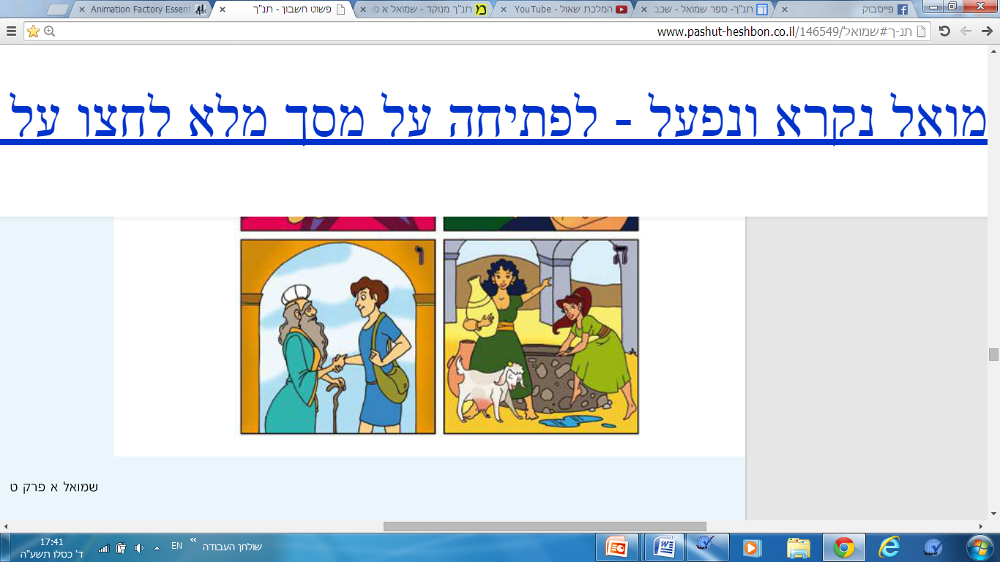 פייסבוק
תנ"ך- ספר שמואל - שכב
המלכת שאול - YouTube
תנ"ך מנוקד - שמואל א פ
פשוט חשבון - תנ"ך
Animation Factory Essent
www.pashut-heshbon.co.il/146549/תנ-ך#שמואל
מואל נקרא ונפעל - לפתיחה על מסך מלא לחצו על
ה
ו
שמואל א פרק ט
שולחן העבודה
EN
17:41
ד' כסלו תשע"ה